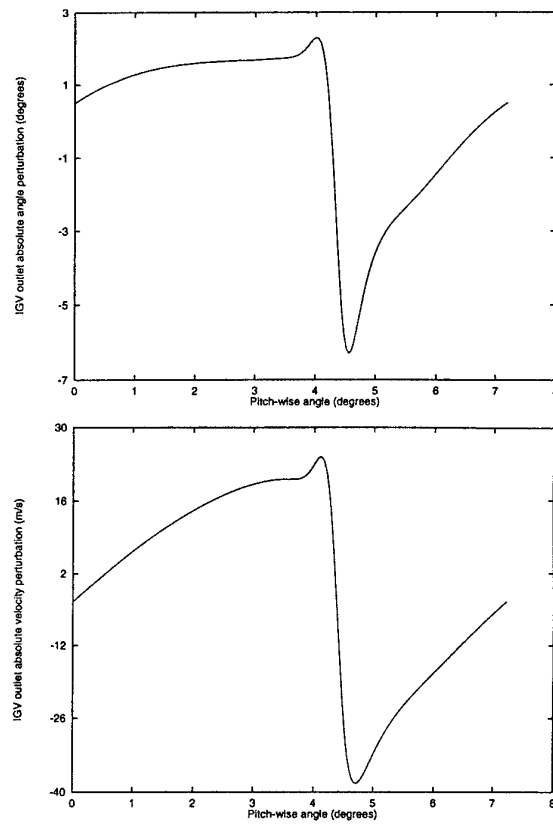 3
1
-1
-3
-5
-7
IGV outlet absolute angle perturbation (degrees)
0 1 2 3 4 5 6 7 8
Pitch-wise angle (degrees)
30
16
2
-12
-26
-40
IGV outlet absolute velocity perturbation (m/s)
0 1 2 3 4 5 6 7 8
Pitch-wise angle (degrees)